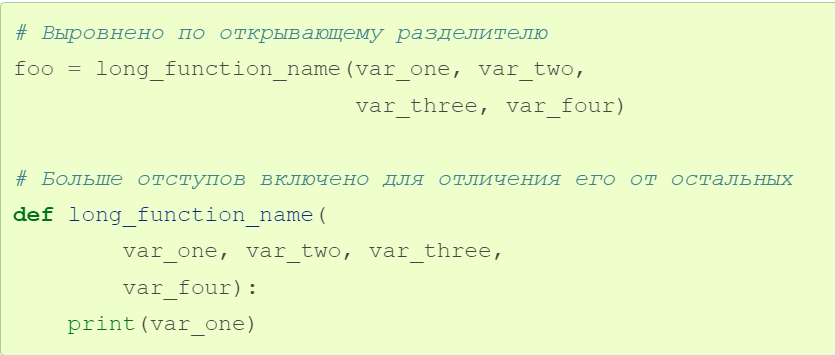 # Выровнено по открывающему разделителю
foo = long_function_name(var_one, var_two,
                         var_three, var_four)

# Больше отступов включено для отличения его от остальных
def long_function_name(
        var_one, var_two, var_three,
        var_four):
    print(var_one)